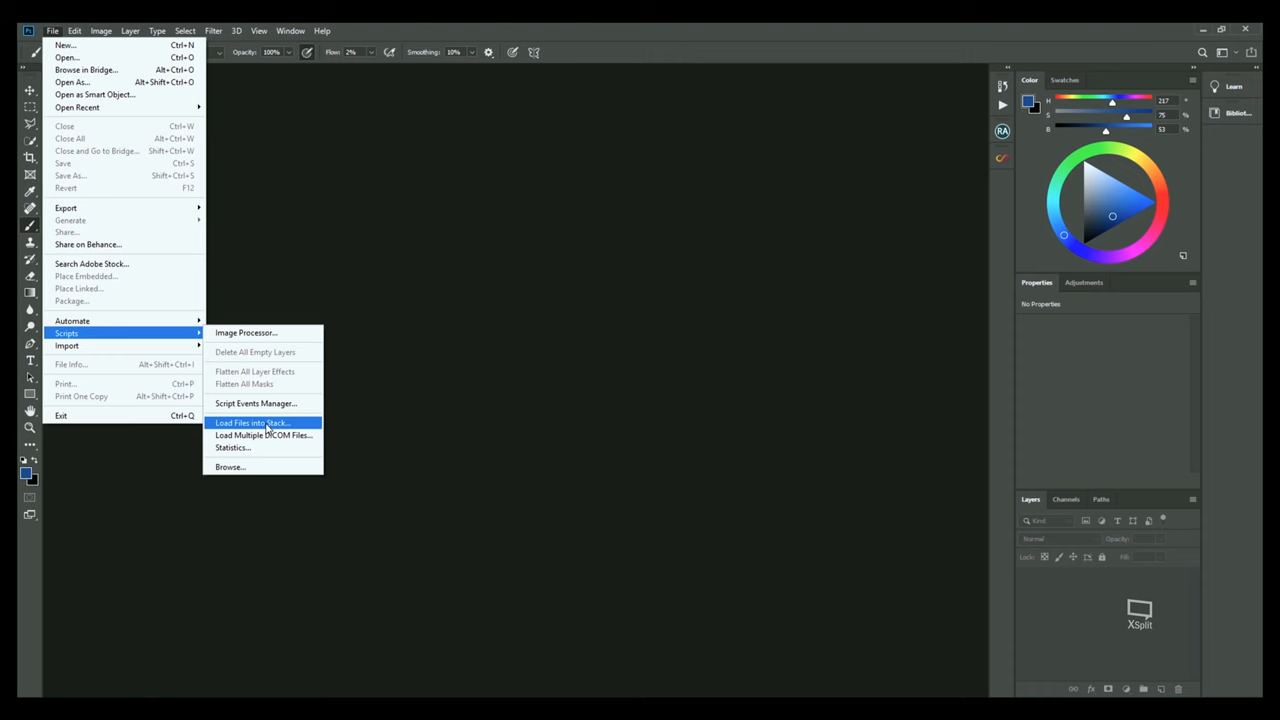 Ps File Edit Image Layer Type Select Filter 3D View Window Help
Opacity: 100% Flow: 2% Smoothing: 10%
New... Ctrl+N
Open... Ctrl+O
Browse in Bridge... Alt+Ctrl+O
Open As... Alt+Shift+Ctrl+O
Open as Smart Object...
Open Recent
Close Ctrl+W
Close All Alt+Ctrl+W
Close and Go to Bridge... Shift+Ctrl+W
Save Ctrl+S
Save As... Shift+Ctrl+S
Revert F12
Export
Generate
Share...
Share on Behance...
Search Adobe Stock...
Place Embedded...
Place Linked...
Package...
Automate
Scripts
Import
File Info... Alt+Shift+Ctrl+I
Print... Ctrl+P
Print One Copy Alt+Shift+Ctrl+P
Exit Ctrl+Q
Image Processor...
Delete All Empty Layers
Flatten All Layer Effects
Flatten All Masks
Script Events Manager...
Load Files into Stack...
Load Multiple DICOM Files...
Statistics...
Browse...
RA
Color Swatches
H 217 °
S 75 %
B 53 %
Learn
Bibliot...
Properties Adjustments
No Properties
Layers Channels Paths
Kind
Normal Opacity:
Lock: Fill:
XSplit
fx